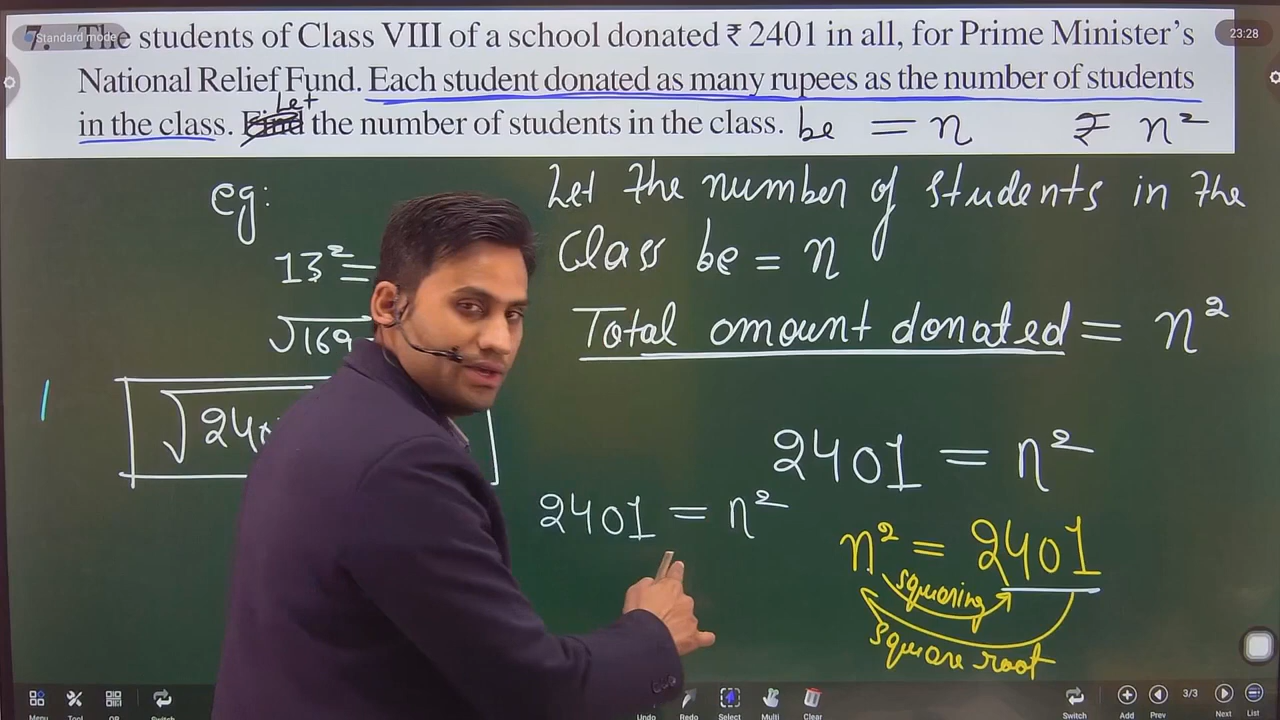 7. The students of Class VIII of a school donated ₹ 2401 in all, for Prime Minister's
Standard mode
23:28
National Relief Fund. Each student donated as many rupees as the number of students
Let
in the class. Find the number of students in the class. be = n ₹ n²
eg:
13² =
√169
√240
Let the number of students in the
Class be = n
Total amount donated = n²
2401 = n²
2401 = n²
n² = 2401
squaring
square root
Menu Tool QR Switch Undo Redo Select Multi Clear Switch Add Prev 3/3 Next List